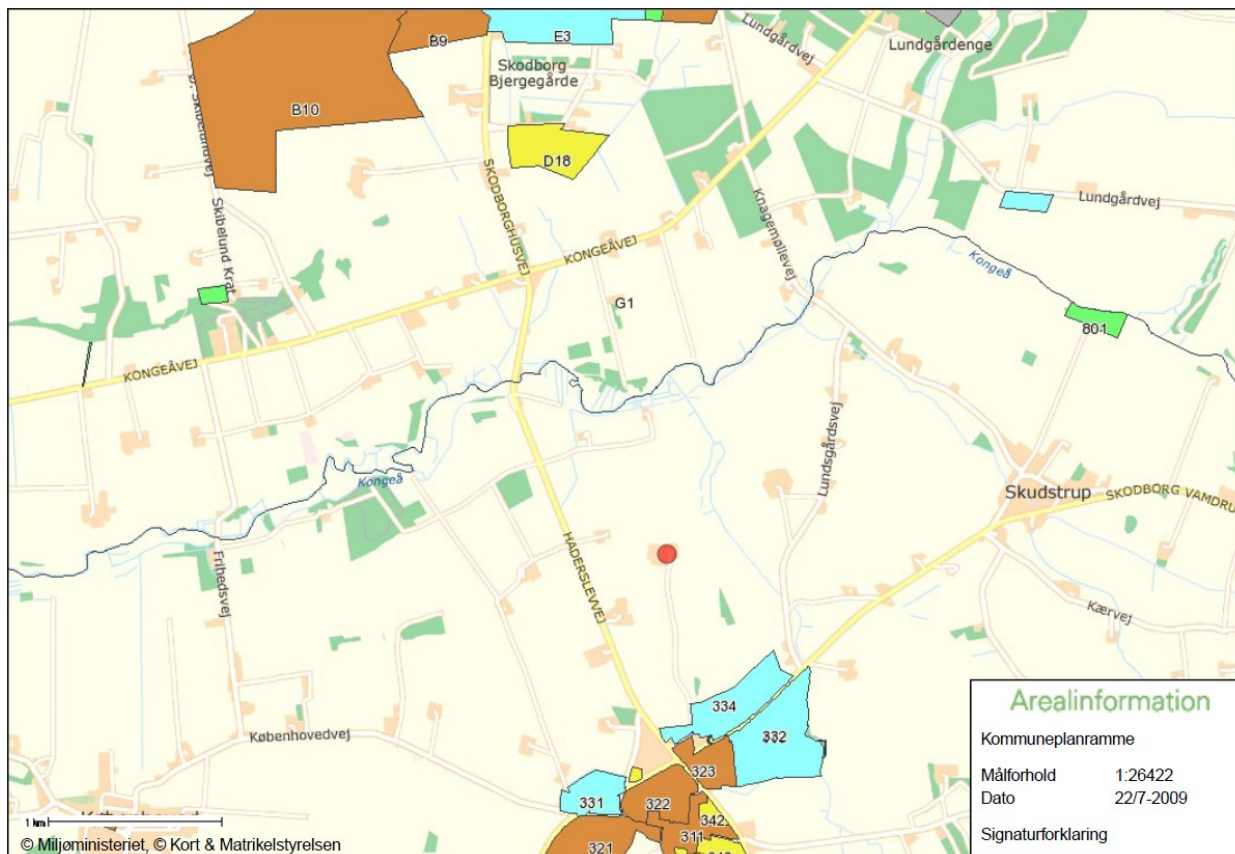 B9
E3
Skodborg
Bjergegårde
Lundgårdvej
Lundgårdenge
B10
D. Skibelundvej
D18
SKODBORGHUSVEJ
Knagemøllevej
Lundgårdvej
Skibelund Krat
KONGEÅVEJ
Kongeå
G1
801
KONGEÅVEJ
Lundsgårdsvej
Kongeå
Skudstrup
SKODBORG VAMDRU
HADERSLEVVEJ
Frihedsvej
Kærvej
334
332
Københovedvej
323
331
322
342
311
321
1 km
© Miljøministeriet, © Kort & Matrikelstyrelsen
Arealinformation
Kommuneplanramme
Målforhold 1:26422
Dato 22/7-2009
Signaturforklaring